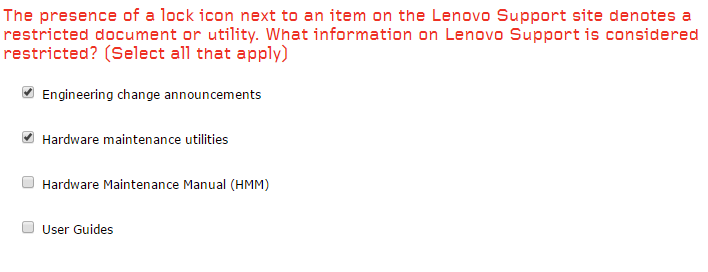 The presence of a lock icon next to an item on the Lenovo Support site denotes a
restricted document or utility. What information on Lenovo Support is considered
restricted? (Select all that apply)
Engineering change announcements
Hardware maintenance utilities
Hardware Maintenance Manual (HMM)
User Guides